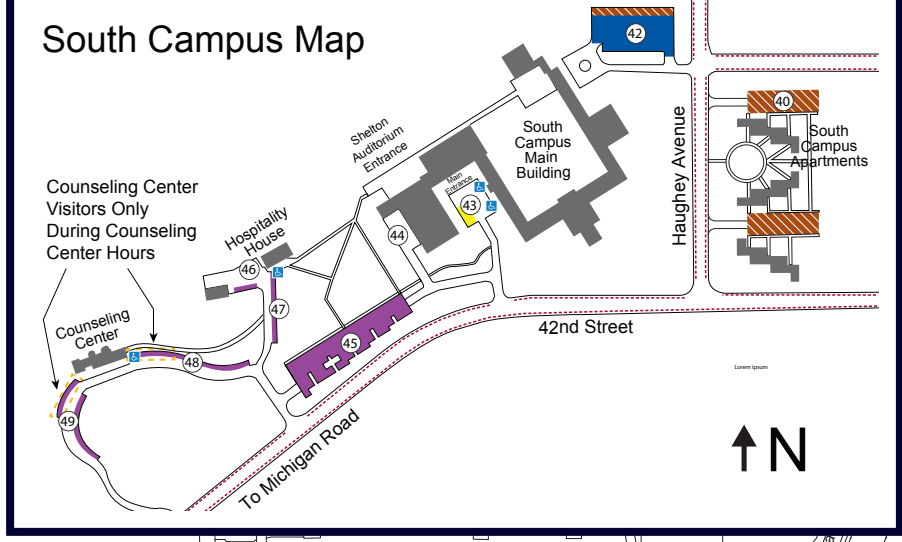 South Campus Map
42
40
South
Campus
Apartments
Shelton
Auditorium
Entrance
South
Campus
Main
Building
Main
Entrance
43
Haughey Avenue
Counseling Center
Visitors Only
During Counseling
Center Hours
Hospitality
House
44
46
47
45
42nd Street
Counseling
Center
48
49
Lorem ipsum
To Michigan Road
N